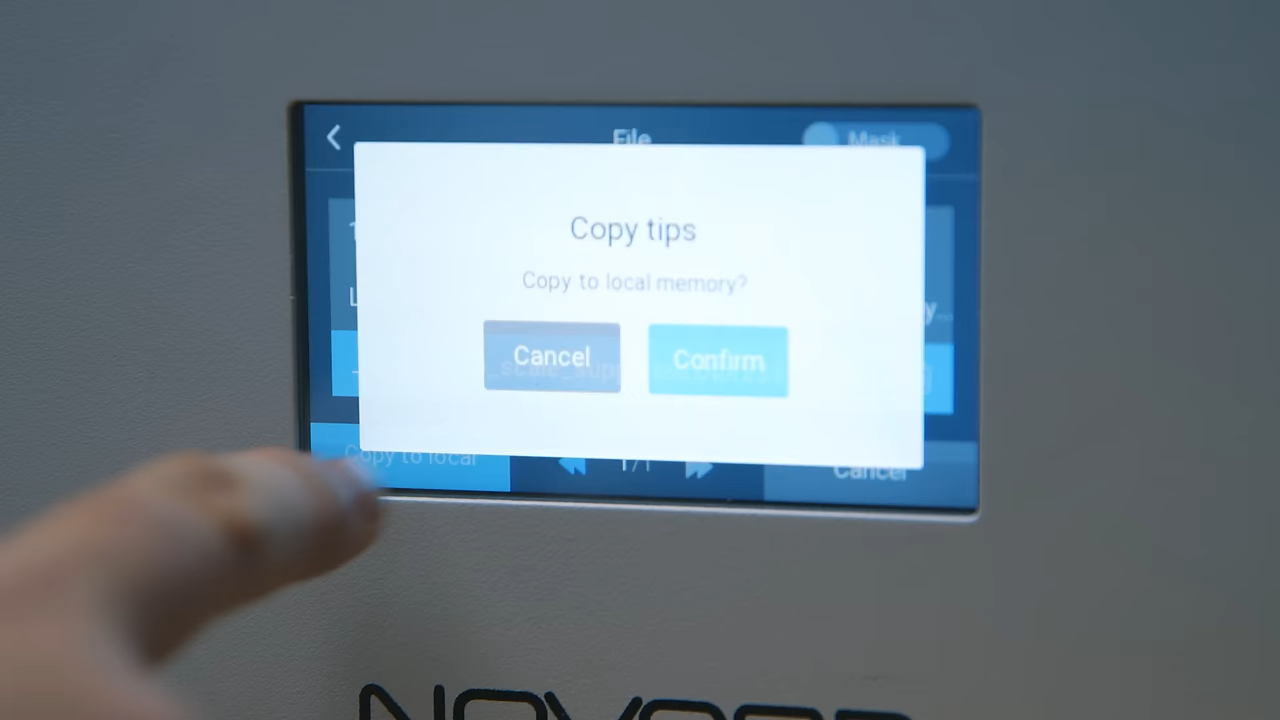 File
Mask
Copy tips
Copy to local memory?
Cancel
Confirm
Copy to local
1/1
Cancel